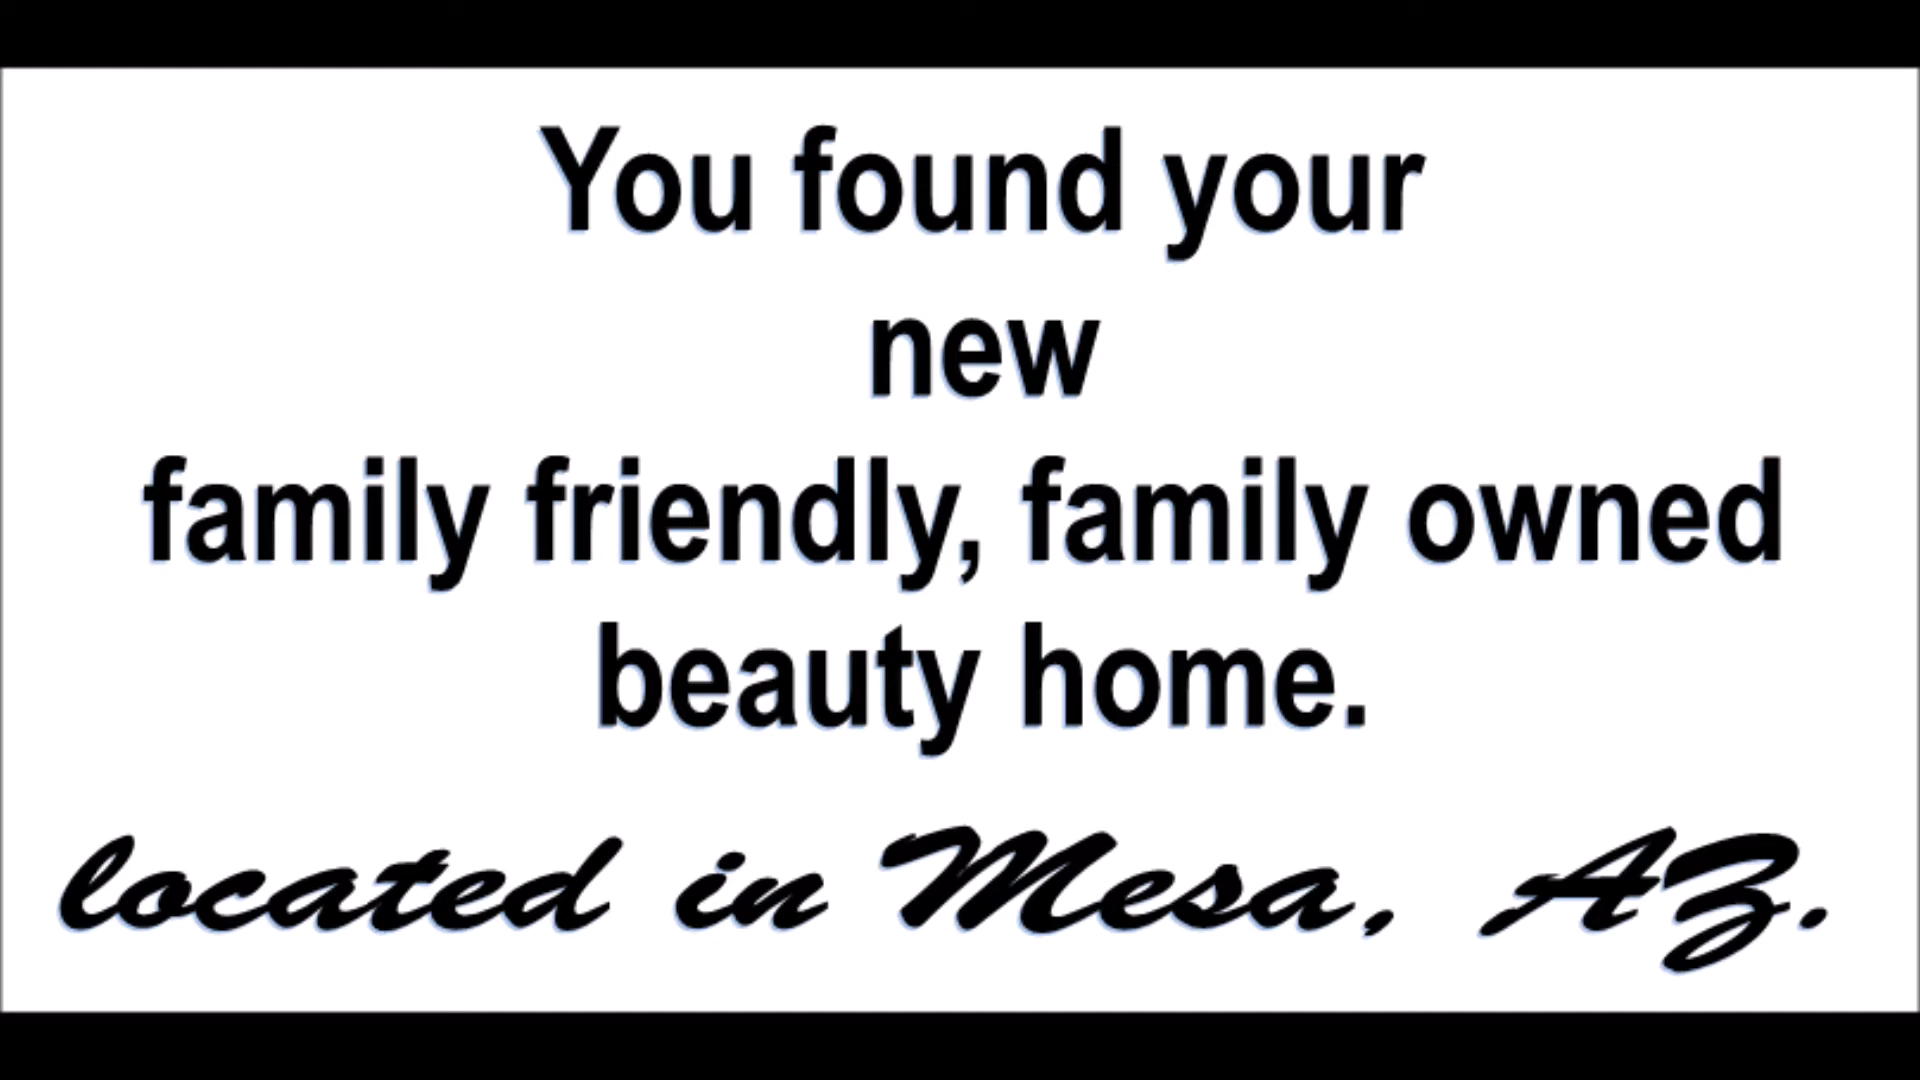 You found your
new
family friendly, family owned
beauty home.
located in Mesa, AZ.